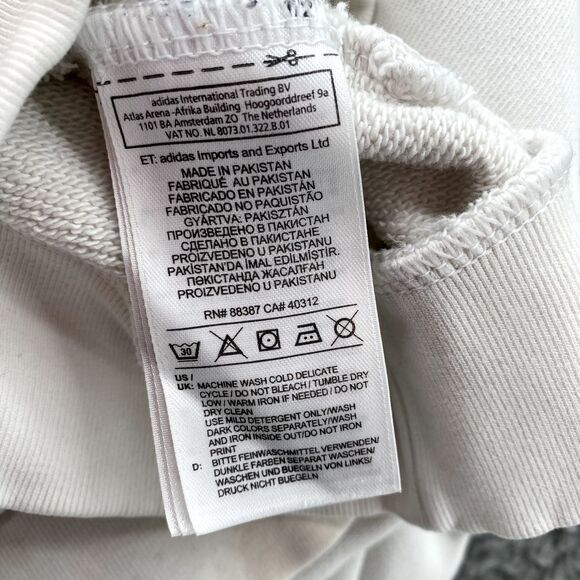 adidas International Trading BV
Atlas Arena -Afrika Building Hoogoorddreef 9a
1101 BA Amsterdam ZO The Netherlands
VAT NO. NL 8073.01.322.B.01
ET: adidas Imports and Exports Ltd
MADE IN PAKISTAN
FABRIQUÉ AU PAKISTAN
FABRICADO EN PAKISTÁN
FABRICADO NO PAQUISTÃO
GYÁRTVA: PAKISZTÁN
ПРОИЗВЕДЕНО В ПАКИСТАН
СДЕЛАНО В ПАКИСТАНЕ
PROIZVEDENO U PAKISTANU
PAKİSTAN'DA İMAL EDİLMİŞTİR.
ПӘКІСТАНДА ЖАСАЛҒАН
PROIZVEDENO U PAKISTANU
RN# 88387 CA# 40312
30
US / UK: MACHINE WASH COLD DELICATE
CYCLE / DO NOT BLEACH / TUMBLE DRY
LOW / WARM IRON IF NEEDED / DO NOT
DRY CLEAN
USE MILD DETERGENT ONLY/WASH
DARK COLORS SEPARATELY/WASH
AND IRON INSIDE OUT/DO NOT IRON
PRINT
D: BITTE FEINWASCHMITTEL VERWENDEN/
DUNKLE FARBEN SEPARAT WASCHEN/
WASCHEN UND BUEGELN VON LINKS/
DRUCK NICHT BUEGELN